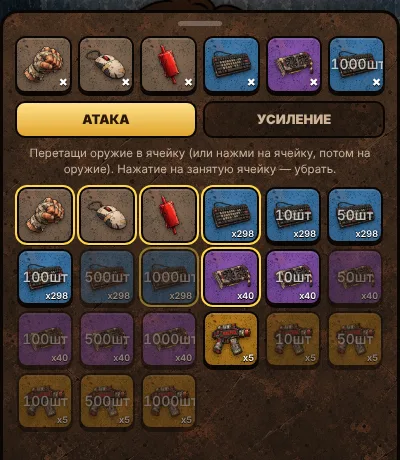 1000шт
АТАКА
УСИЛЕНИЕ
Перетащи оружие в ячейку (или нажми на ячейку, потом на
оружие). Нажатие на занятую ячейку — убрать.
x298
10шт x298
50шт x298
100шт x298
500шт x298
1000шт x298
x40
10шт x40
50шт x40
100шт x40
500шт x40
1000шт x40
x5
10шт x5
50шт x5
100шт x5
500шт x5
1000шт x5